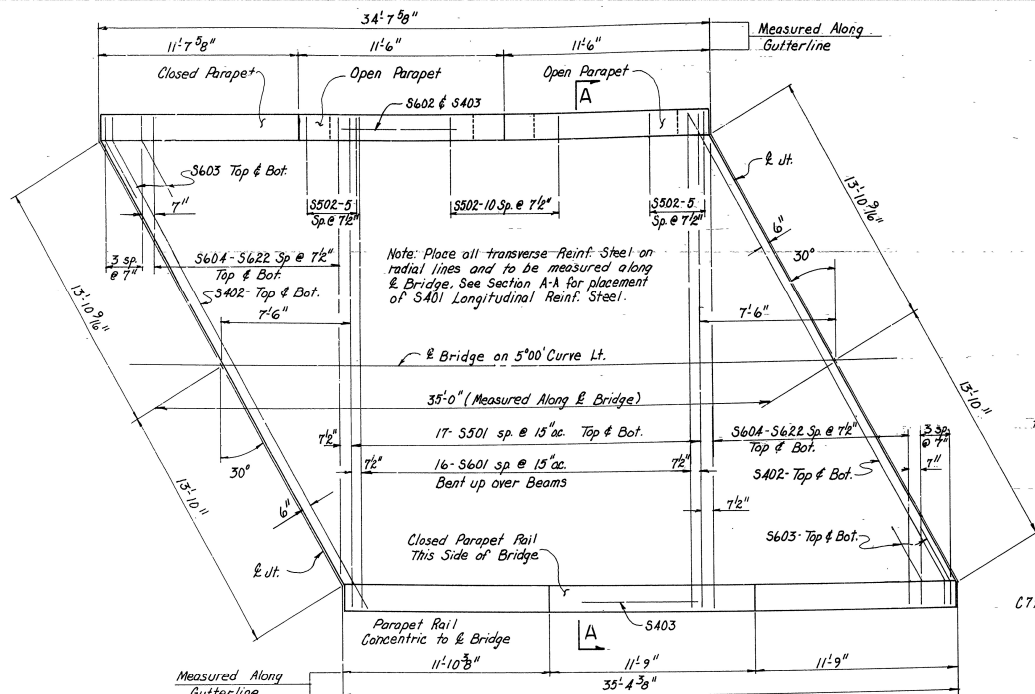 34'-7 5/8"
Measured Along
Gutterline
11'-7 5/8"
11'-6"
11'-6"
Closed Parapet
Open Parapet
Open Parapet
A
S602 & S403
S603 Top & Bot.
7"
S502-5
Sp. @ 7 1/2"
S502-10 Sp. @ 7 1/2"
S502-5
Sp. @ 7 1/2"
℄ Jt.
13'-10 9/16"
6"
30°
3 sp.
@ 7"
S604-S622 Sp @ 7 1/2"
Top & Bot.
S402-Top & Bot.
Note: Place all transverse Reinf. Steel on
radial lines and to be measured along
℄ Bridge. See Section A-A for placement
of S401 Longitudinal Reinf. Steel.
13'-10 9/16"
7'-6"
7'-6"
℄ Bridge on 5°00' Curve Lt.
35'-0" (Measured Along ℄ Bridge)
13'-10"
7 1/2"
17-S501 sp. @ 15"oc. Top & Bot.
S604-S622 Sp. @ 7 1/2"
Top & Bot.
3 sp.
@ 7"
30°
7 1/2"
16-S601 sp. @ 15"oc.
Bent up over Beams
7 1/2"
S402-Top & Bot.
7"
13'-10"
6"
7 1/2"
℄ Jt.
Closed Parapet Rail
This Side of Bridge
S603-Top & Bot.
S403
Parapet Rail
Concentric to ℄ Bridge
A
11'-10 3/8"
11'-9"
11'-9"
Measured Along
Gutterline
35'-4 3/8"